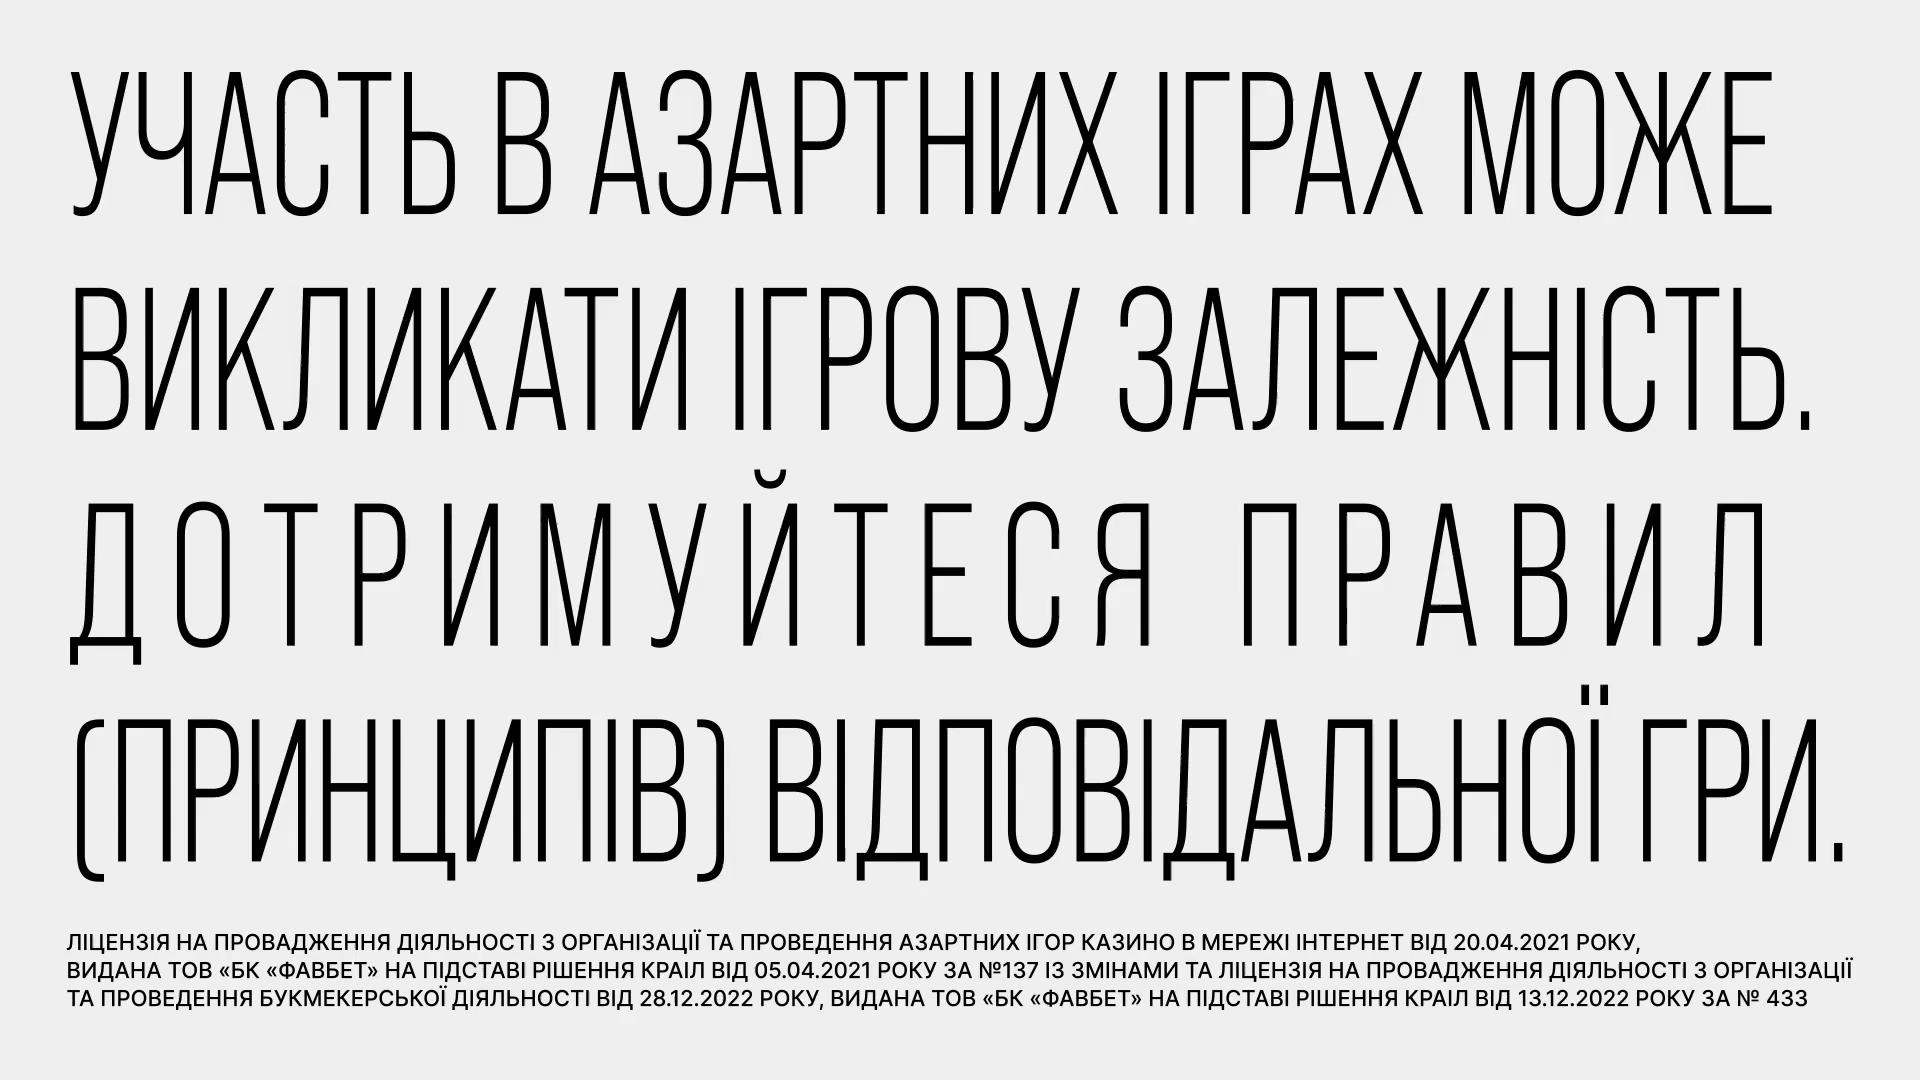 УЧАСТЬ В АЗАРТНИХ ІГРАХ МОЖЕ
ВИКЛИКАТИ ІГРОВУ ЗАЛЕЖНІСТЬ.
ДОТРИМУЙТЕСЯ ПРАВИЛ
(ПРИНЦИПІВ) ВІДПОВІДАЛЬНОЇ ГРИ.
ЛІЦЕНЗІЯ НА ПРОВАДЖЕННЯ ДІЯЛЬНОСТІ З ОРГАНІЗАЦІЇ ТА ПРОВЕДЕННЯ АЗАРТНИХ ІГОР КАЗИНО В МЕРЕЖІ ІНТЕРНЕТ ВІД 20.04.2021 РОКУ,
ВИДАНА ТОВ «БК «ФАВБЕТ» НА ПІДСТАВІ РІШЕННЯ КРАІЛ ВІД 05.04.2021 РОКУ ЗА №137 ІЗ ЗМІНАМИ ТА ЛІЦЕНЗІЯ НА ПРОВАДЖЕННЯ ДІЯЛЬНОСТІ З ОРГАНІЗАЦІЇ
ТА ПРОВЕДЕННЯ БУКМЕКЕРСЬКОЇ ДІЯЛЬНОСТІ ВІД 28.12.2022 РОКУ, ВИДАНА ТОВ «БК «ФАВБЕТ» НА ПІДСТАВІ РІШЕННЯ КРАІЛ ВІД 13.12.2022 РОКУ ЗА № 433